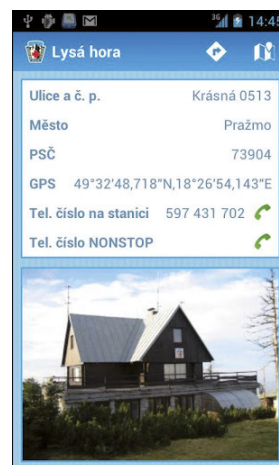 3G 14:45
Lysá hora
Ulice a č. p. Krásná 0513
Město Pražmo
PSČ 73904
GPS 49°32'48,718"N,18°26'54,143"E
Tel. číslo na stanici 597 431 702
Tel. číslo NONSTOP